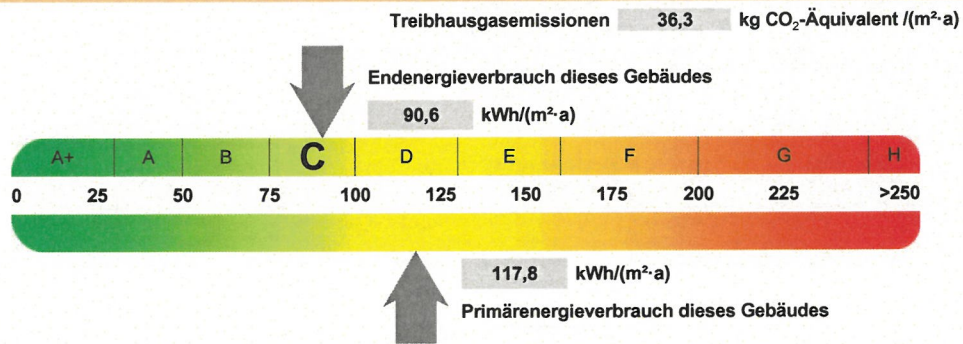 Treibhausgasemissionen 36,3 kg CO₂-Äquivalent /(m²·a)
Endenergieverbrauch dieses Gebäudes
90,6 kWh/(m²·a)
A+ A B C D E F G H
0 25 50 75 100 125 150 175 200 225 >250
117,8 kWh/(m²·a)
Primärenergieverbrauch dieses Gebäudes